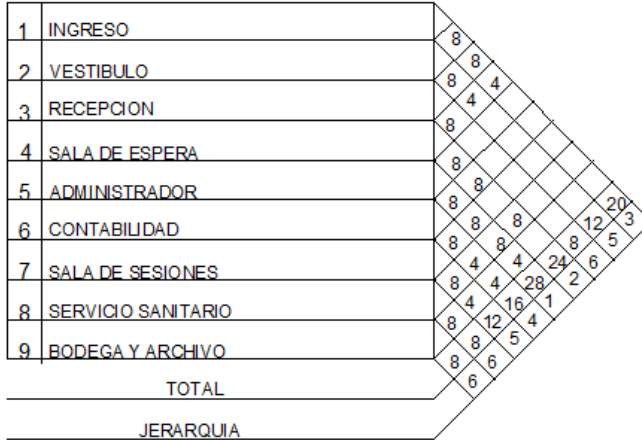 1 INGRESO
2 VESTIBULO
3 RECEPCION
4 SALA DE ESPERA
5 ADMINISTRADOR
6 CONTABILIDAD
7 SALA DE SESIONES
8 SERVICIO SANITARIO
9 BODEGA Y ARCHIVO
TOTAL
JERARQUIA
8
8
8 4
4
8
8
8
8 20
8 8 12 3
8 8 8 5
4 4 24 6
8 4 28 2
4 16 1
8 12 4
8 5
8 6
6